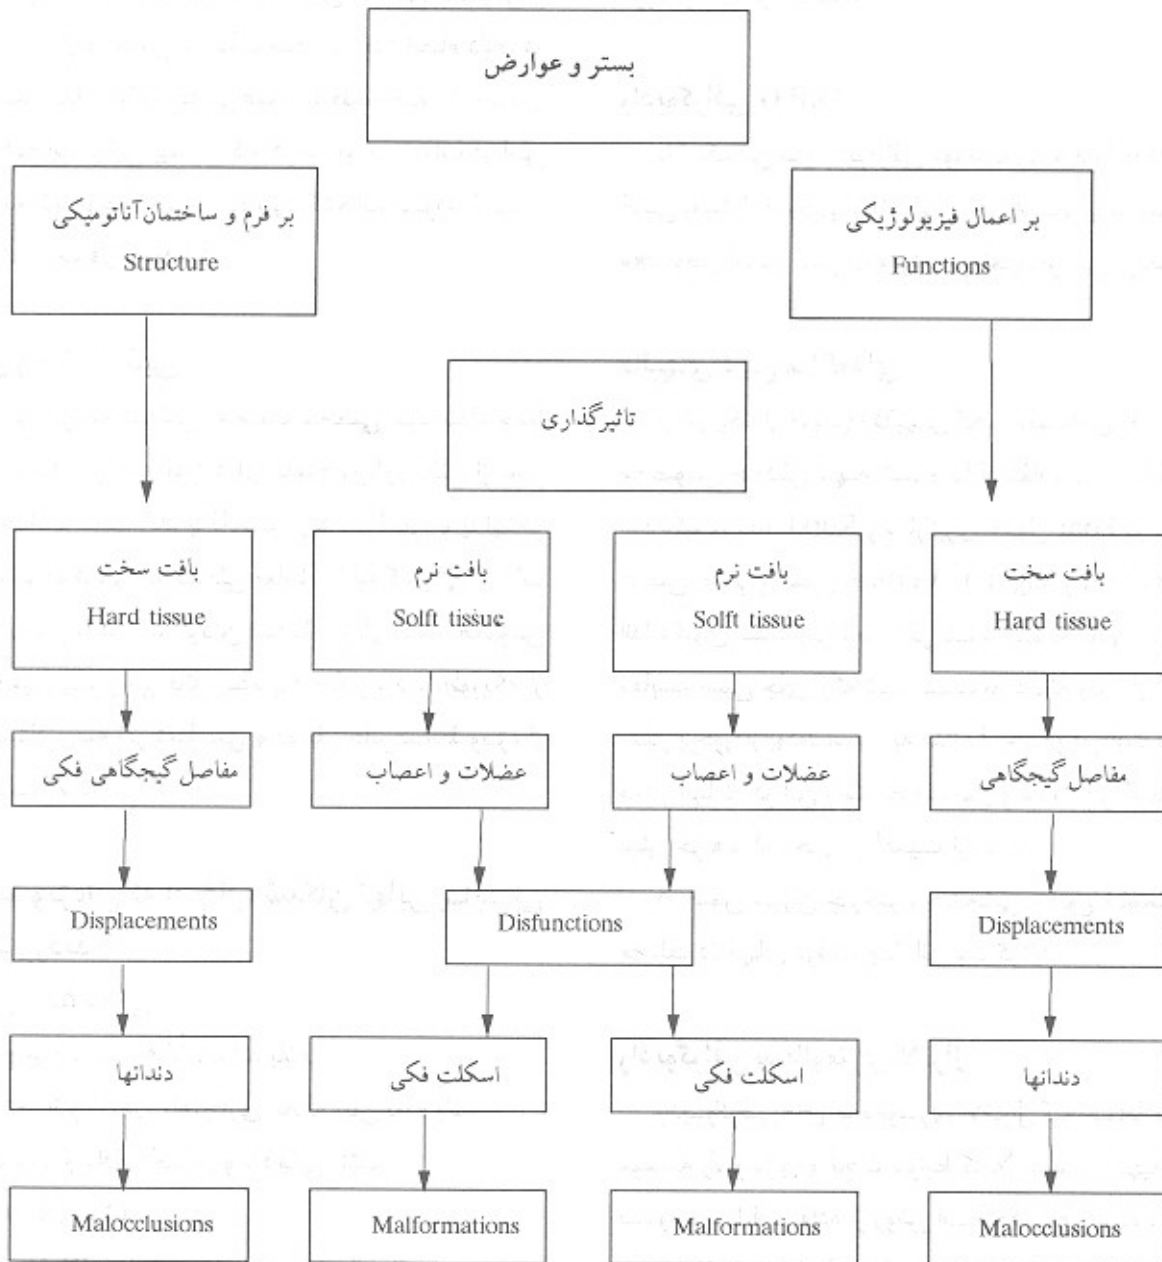 بستر و عوارض
بر فرم و ساختمان آناتومیکی
Structure
بر اعمال فیزیولوژیکی
Functions
تاثیرگذاری
بافت سخت
Hard tissue
بافت نرم
Solft tissue
بافت نرم
Solft tissue
بافت سخت
Hard tissue
مفاصل گیجگاهی فکی
عضلات و اعصاب
عضلات و اعصاب
مفاصل گیجگاهی
Displacements
Disfunctions
Displacements
دندانها
اسکلت فکی
اسکلت فکی
دندانها
Malocclusions
Malformations
Malformations
Malocclusions